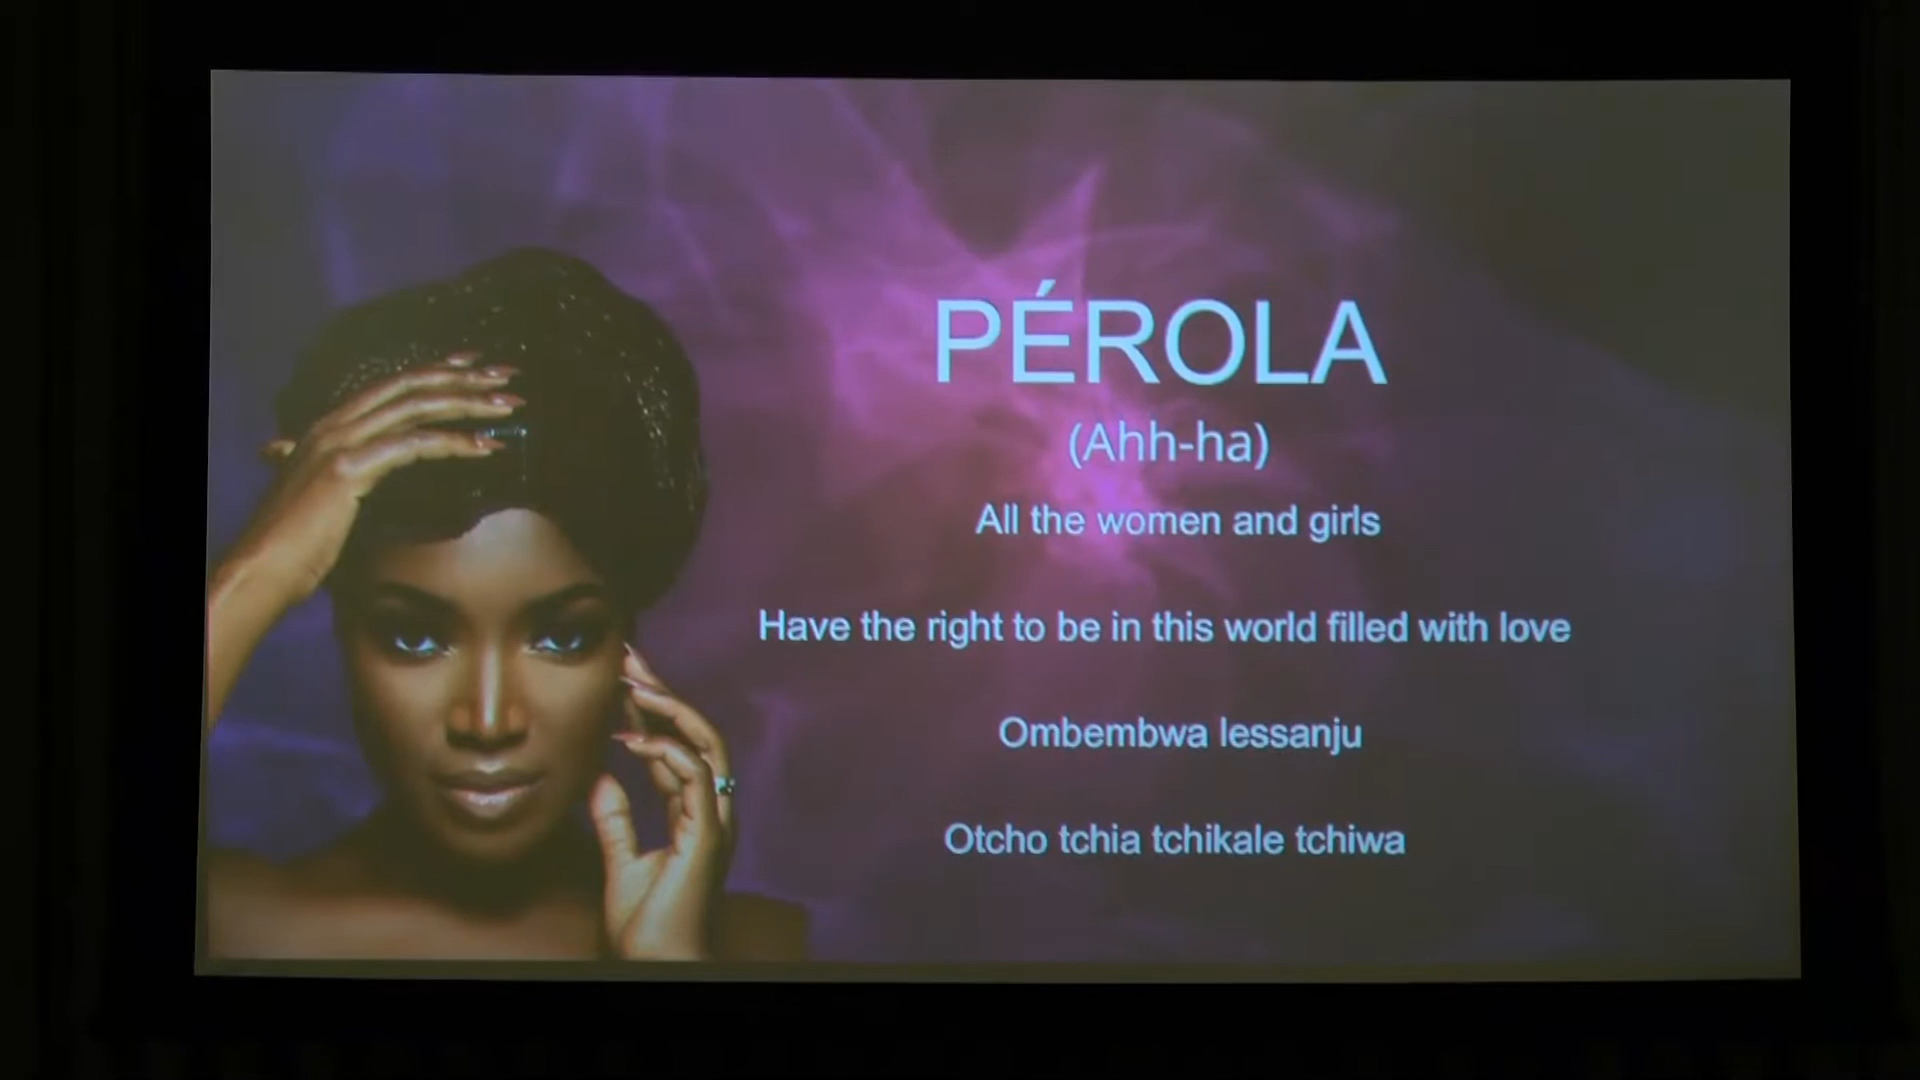 PÉROLA
(Ahh-ha)
All the women and girls
Have the right to be in this world filled with love
Ombembwa lessanju
Otcho tchia tchikale tchiwa